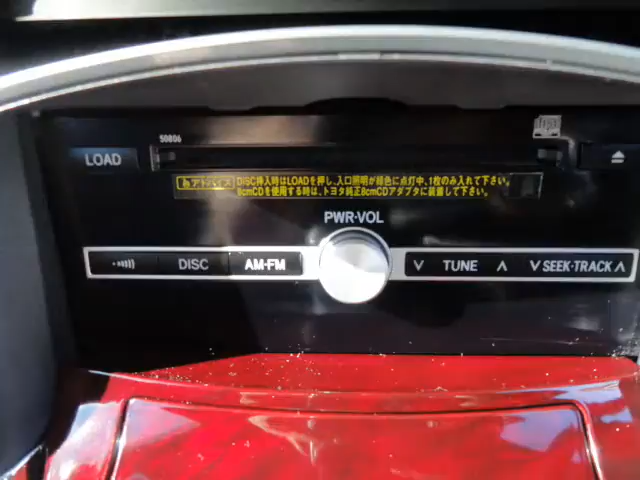 50806
DISC
LOAD
アドバイス DISC挿入時はLOADを押し、入口照明が緑色に点灯中、1枚のみ入れて下さい。
8cmCDを使用する時は、トヨタ純正8cmCDアダプタに装着して下さい。
PWR·VOL
DISC AM·FM ∨ TUNE ∧ ∨ SEEK·TRACK ∧